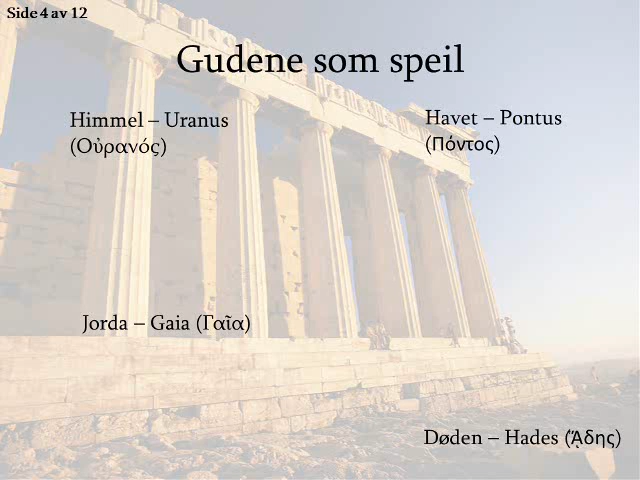 Side 4 av 12
Gudene som speil
Himmel – Uranus
(Οὐρανός)
Havet – Pontus
(Πόντος)
Jorda – Gaia (Γαῖα)
Døden – Hades (ᾍδης)